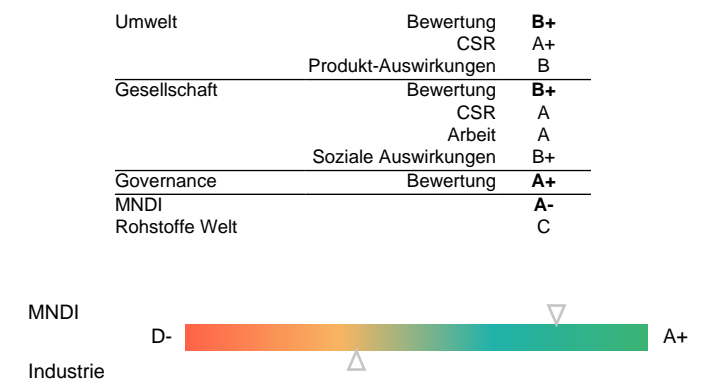 Umwelt Bewertung B+
CSR A+
Produkt-Auswirkungen B
Gesellschaft Bewertung B+
CSR A
Arbeit A
Soziale Auswirkungen B+
Governance Bewertung A+
MNDI A-
Rohstoffe Welt C
MNDI
D- A+
Industrie